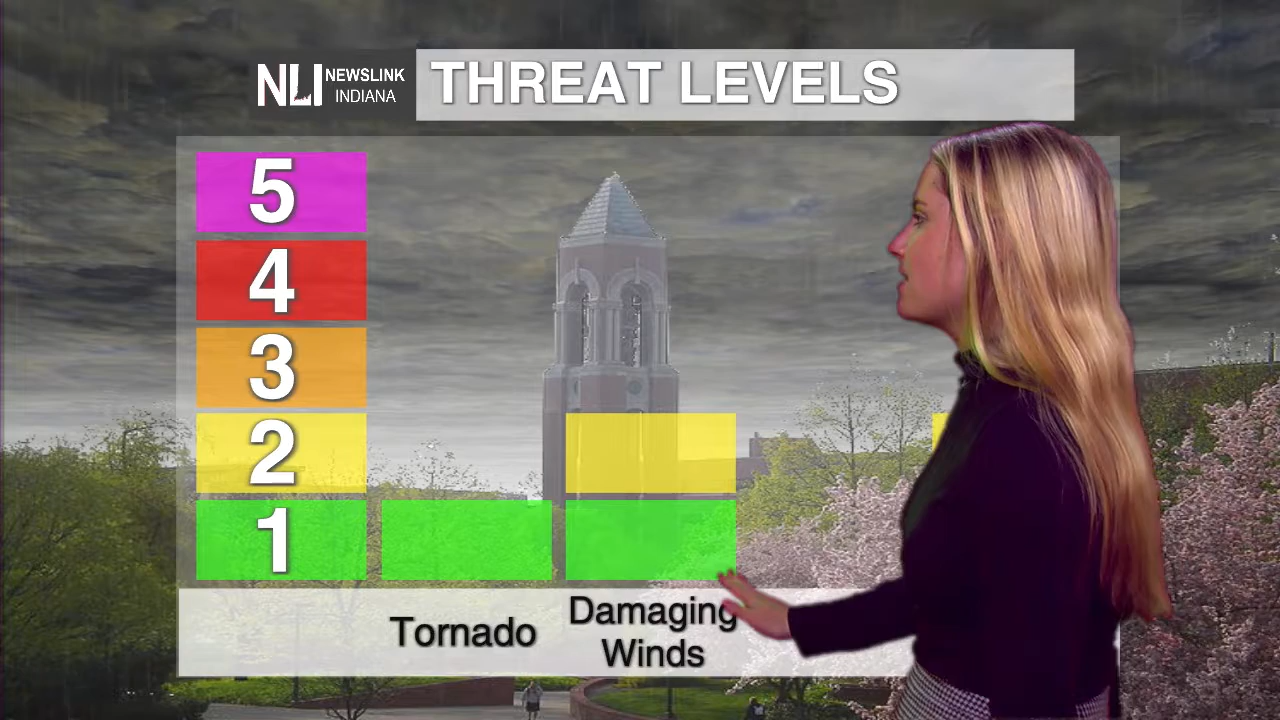 NLI NEWSLINK
INDIANA
THREAT LEVELS
5
4
3
2
1
Tornado
Damaging
Winds